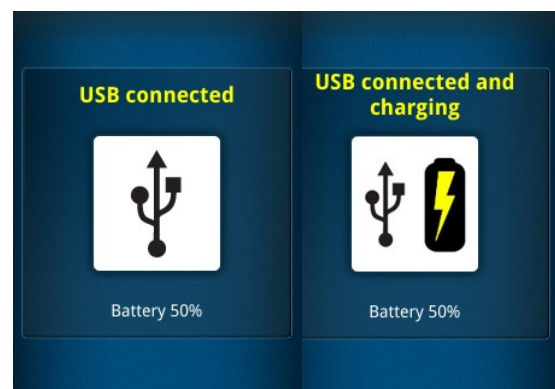 USB connected
Battery 50%
USB connected and
charging
Battery 50%